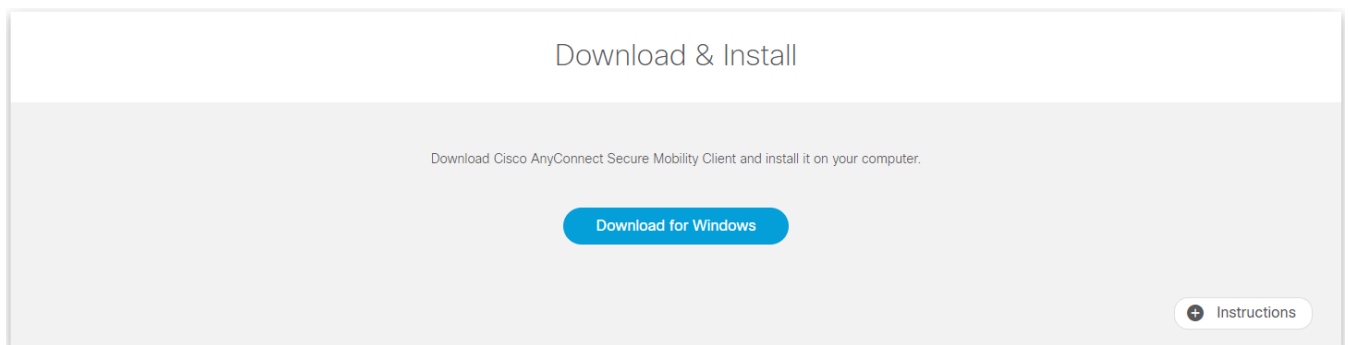 Download & Install
Download Cisco AnyConnect Secure Mobility Client and install it on your computer.
Download for Windows
Instructions